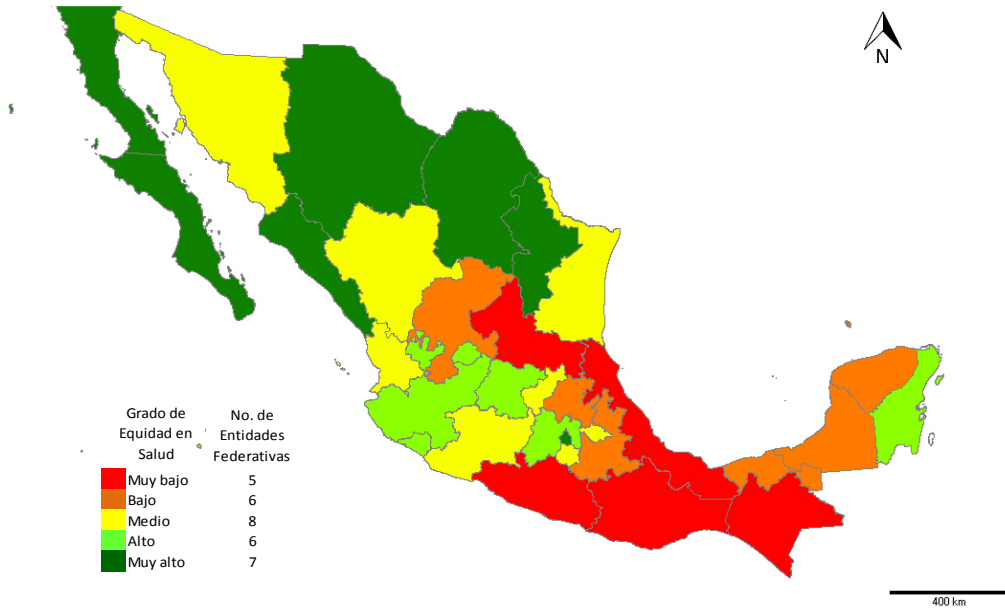 N
Grado de Equidad en Salud
No. de Entidades Federativas
Muy bajo 5
Bajo 6
Medio 8
Alto 6
Muy alto 7
400 km